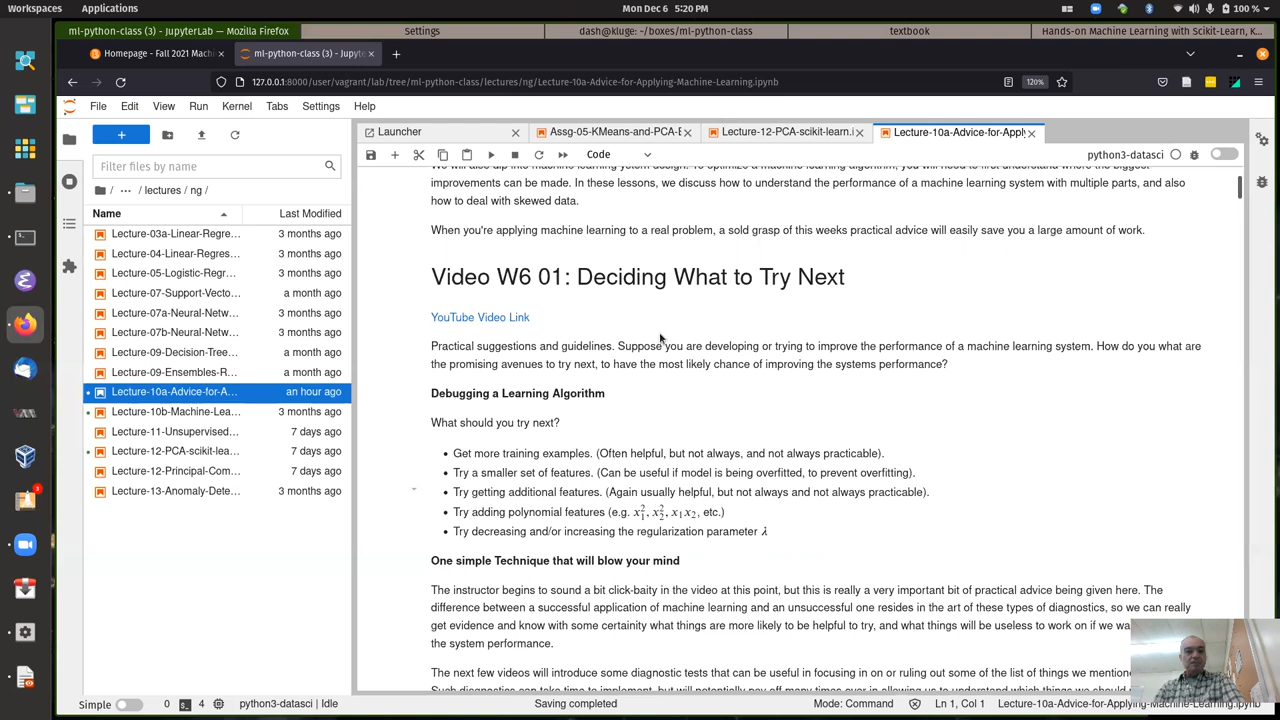 Workspaces Applications Mon Dec 6 5:20 PM 100 %
ml-python-class (3) - JupyterLab — Mozilla Firefox Settings dash@kluge: ~/boxes/ml-python-class textbook Hands-on Machine Learning with Scikit-Learn, K...
Homepage - Fall 2021 Machi ml-python-class (3) - Jupyterlab
127.0.0.1:8000/user/vagrant/lab/tree/ml-python-class/lectures/ng/Lecture-10a-Advice-for-Applying-Machine-Learning.ipynb 120%
File Edit View Run Kernel Tabs Settings Help
Launcher Assg-05-KMeans-and-PCA-E Lecture-12-PCA-scikit-learn.i Lecture-10a-Advice-for-Apply
Code python3-datasci
Filter files by name
/ ··· / lectures / ng /
Name Last Modified
Lecture-03a-Linear-Regre... 3 months ago
Lecture-04-Linear-Regres... 3 months ago
Lecture-05-Logistic-Regr... 3 months ago
Lecture-07-Support-Vecto... a month ago
Lecture-07a-Neural-Netw... 3 months ago
Lecture-07b-Neural-Netw... 3 months ago
Lecture-09-Decision-Tree... a month ago
Lecture-09-Ensembles-R... a month ago
Lecture-10a-Advice-for-A... an hour ago
Lecture-10b-Machine-Lea... 3 months ago
Lecture-11-Unsupervised... 7 days ago
Lecture-12-PCA-scikit-lea... 7 days ago
Lecture-12-Principal-Com... 7 days ago
Lecture-13-Anomaly-Dete... 3 months ago
improvements can be made. In these lessons, we discuss how to understand the performance of a machine learning system with multiple parts, and also
how to deal with skewed data.
When you're applying machine learning to a real problem, a sold grasp of this weeks practical advice will easily save you a large amount of work.
Video W6 01: Deciding What to Try Next
YouTube Video Link
Practical suggestions and guidelines. Suppose you are developing or trying to improve the performance of a machine learning system. How do you what are
the promising avenues to try next, to have the most likely chance of improving the systems performance?
Debugging a Learning Algorithm
What should you try next?
• Get more training examples. (Often helpful, but not always, and not always practicable).
• Try a smaller set of features. (Can be useful if model is being overfitted, to prevent overfitting).
• Try getting additional features. (Again usually helpful, but not always and not always practicable).
• Try adding polynomial features (e.g. x₁², x₂², x₁x₂, etc.)
• Try decreasing and/or increasing the regularization parameter λ
One simple Technique that will blow your mind
The instructor begins to sound a bit click-baity in the video at this point, but this is really a very important bit of practical advice being given here. The
difference between a successful application of machine learning and an unsuccessful one resides in the art of these types of diagnostics, so we can really
get evidence and know with some certainity what things are more likely to be helpful to try, and what things will be useless to work on if we wa
the system performance.
The next few videos will introduce some diagnostic tests that can be useful in focusing in on or ruling out some of the list of things we mentione
Simple 0 4 python3-datasci | Idle Saving completed Mode: Command Ln 1, Col 1 Lecture-10a-Advice-for-Applying-Machine-Learning.ipynb